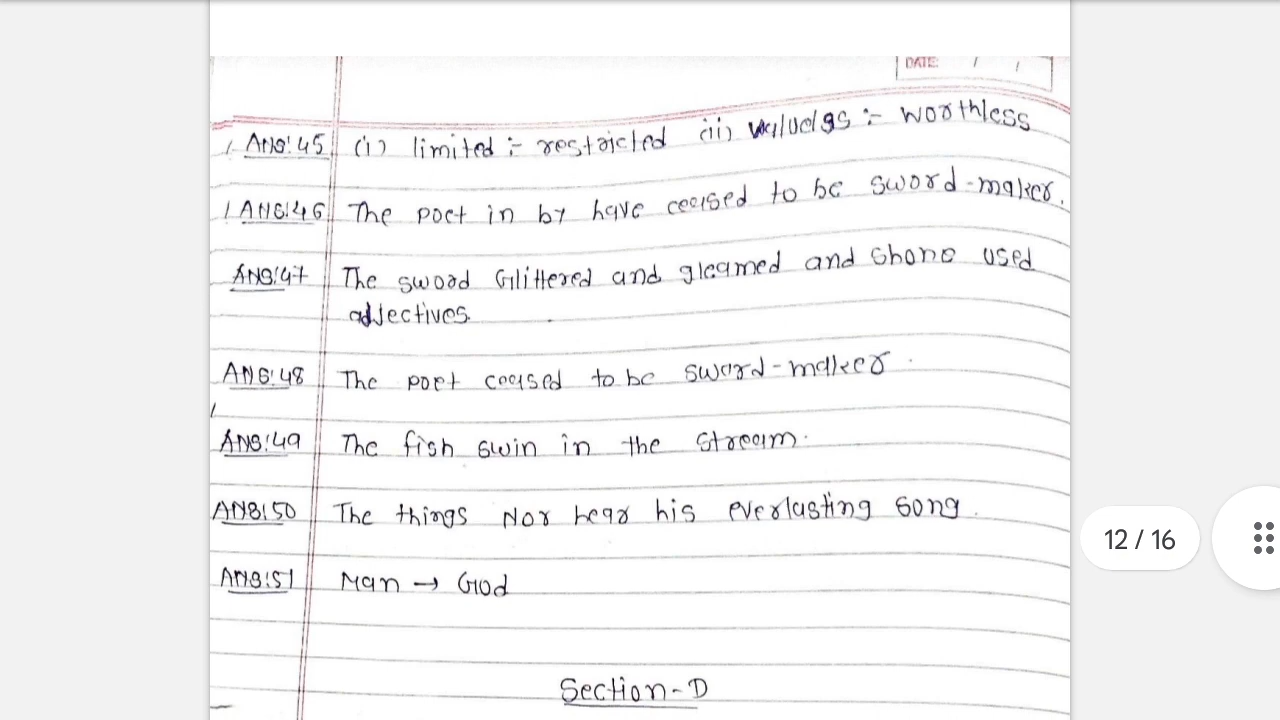 DATE: / /
Ans:45 (i) limited :- restricted (ii) valueless :- worthless
Ans:46 The poet in by have ceased to be sword-maker.
Ans:47 The sword Glittered and gleamed and shone used
adjectives.
Ans:48 The poet ceased to be sword-maker.
Ans:49 The fish swin in the stream.
Ans:50 The things Nor hear his everlasting song.
Ans:51 Man → God
Section-D
12 / 16